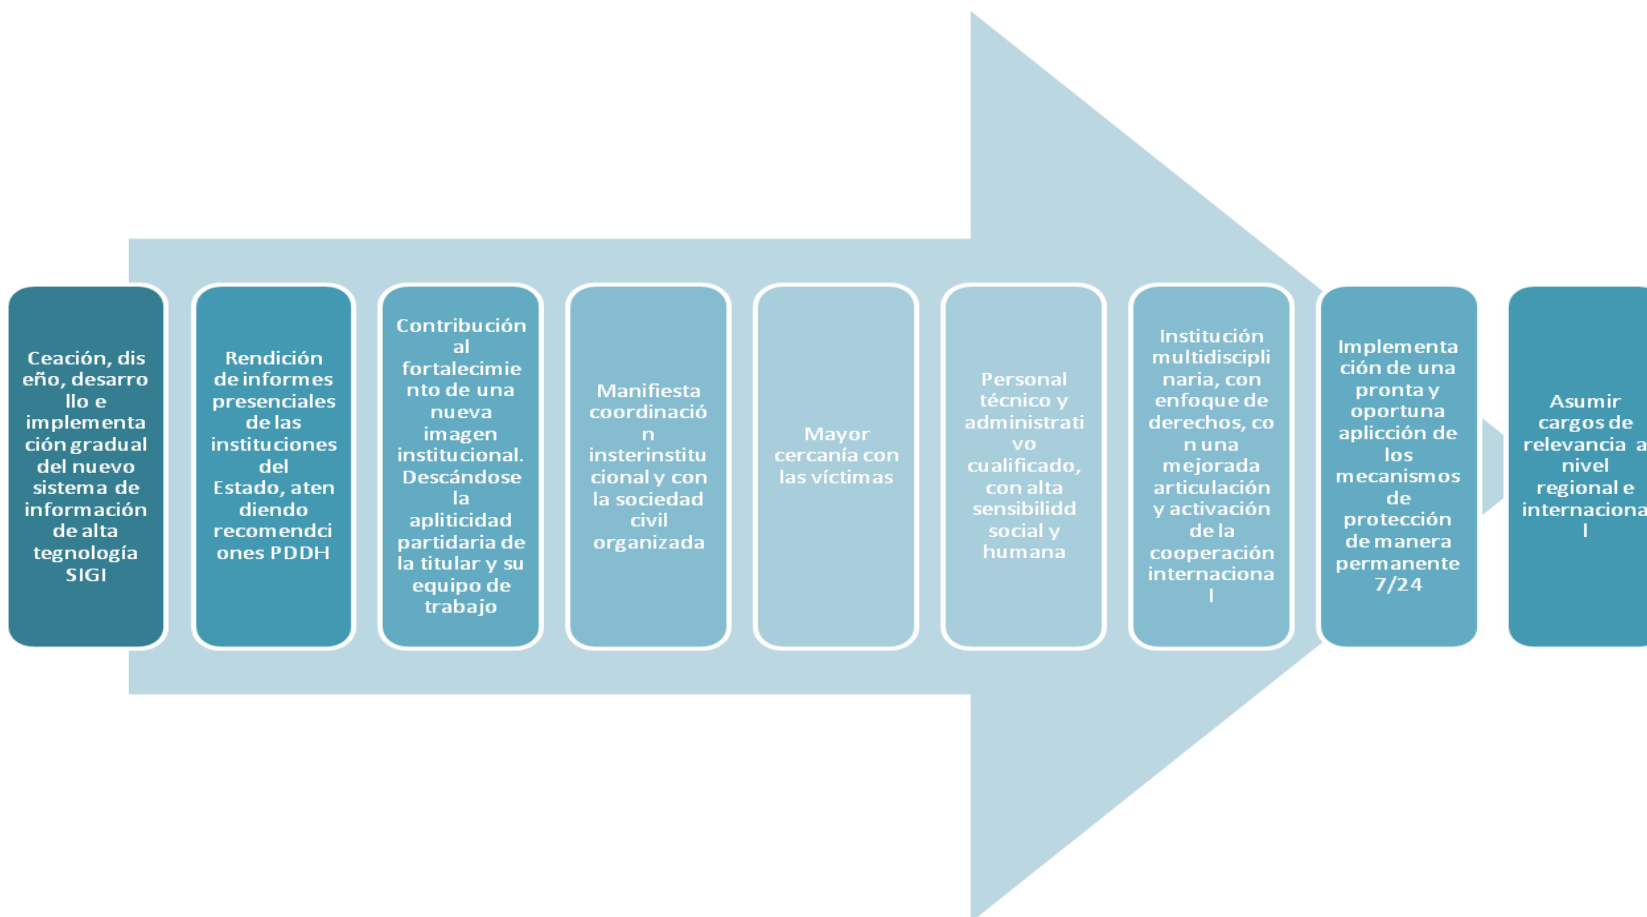 Ceación, dis
eño, desarro
llo e
implementa
ción gradual
del nuevo
sistema de
información
de alta
tegnología
SIGI
Rendición
de informes
presenciales
de las
instituciones
del
Estado, aten
diendo
recomendci
ones PDDH
Contribución
al
fortalecimie
nto de una
nueva
imagen
institucional.
Descándose
la
apliticidad
partidaria de
la titular y su
equipo de
trabajo
Manifiesta
coordinació
n
insterinstitu
cional y con
la sociedad
civil
organizada
Mayor
cercanía con
las víctimas
Personal
técnico y
administrati
vo
cualificado,
con alta
sensibilidd
social y
humana
Institución
multidiscipli
naria, con
enfoque de
derechos, co
n una
mejorada
articulación
y activación
de la
cooperación
internaciona
l
Implementa
ción de una
pronta y
oportuna
aplicción de
los
mecanismos
de
protección
de manera
permanente
7/24
Asumir
cargos de
relevancia a
nivel
regional e
internaciona
l